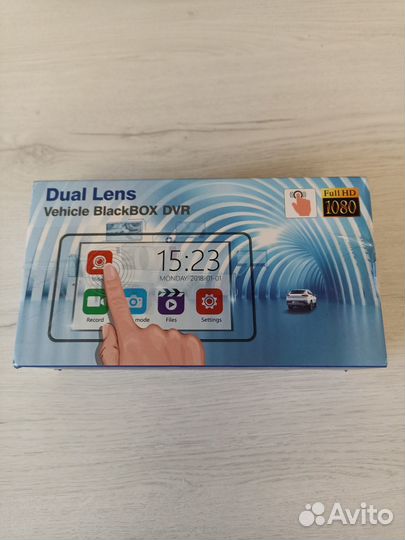 Dual Lens
Vehicle BlackBOX DVR
Full HD
1080
15:23
MONDAY 2018-01-01
Record
mode
Files
Settings
Avito